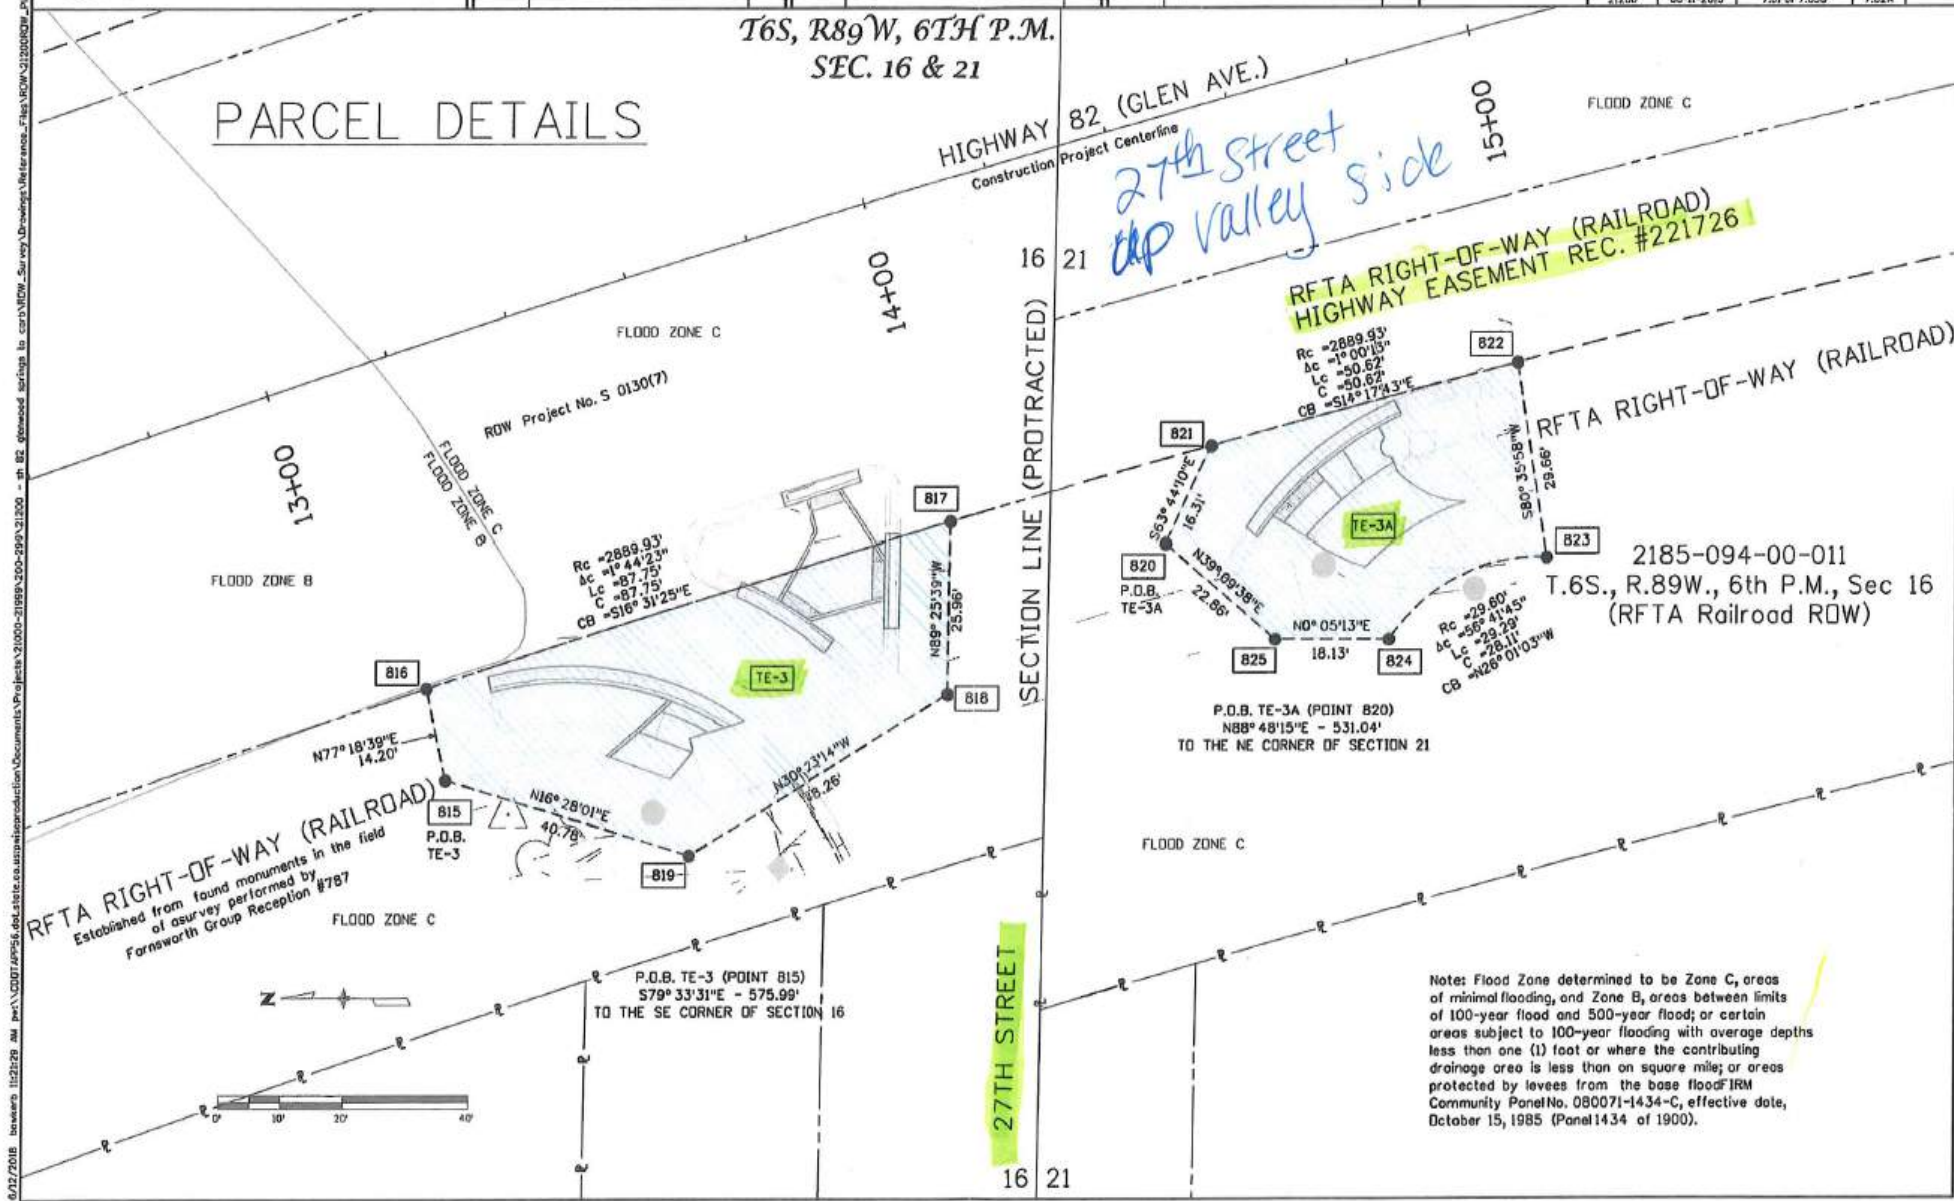 T6S, R89W, 6TH P.M.
SEC. 16 & 21
PARCEL DETAILS
HIGHWAY 82 (GLEN AVE.)
Construction Project Centerline
27th Street
up valley side
15+00
FLOOD ZONE C
14+00
16 21
RFTA RIGHT-OF-WAY (RAILROAD)
HIGHWAY EASEMENT REC. #221726
FLOOD ZONE C
ROW Project No. S 0130(7)
SECTION LINE (PROTRACTED)
Rc =2889.93'
Δc =1°00'13"
Lc =50.62'
C =50.62'
CB =S14°17'43"E
822
RFTA RIGHT-OF-WAY (RAILROAD)
821
13+00
FLOOD ZONE C
FLOOD ZONE B
817
S63°44'10"E
16.31'
TE-3A
S80°35'58"W
29.66'
823
FLOOD ZONE B
Rc =2889.93'
Δc =1°44'23"
Lc =87.75'
C =87.75'
CB =S16°31'25"E
N89°25'39"W
25.96'
820
P.O.B.
TE-3A
N39°09'38"E
22.86'
2185-094-00-011
T.6S., R.89W., 6th P.M., Sec 16
(RFTA Railroad ROW)
N0°05'13"E
18.13'
825
824
Rc =29.60'
Δc =56°41'45"
Lc =29.29'
C =28.11'
CB =N26°01'03"W
816
TE-3
818
P.O.B. TE-3A (POINT 820)
N88°48'15"E - 531.04'
TO THE NE CORNER OF SECTION 21
N77°18'39"E
14.20'
N30°23'14"W
815
P.O.B.
TE-3
N16°28'01"E
40.78'
819
RFTA RIGHT-OF-WAY (RAILROAD)
Established from found monuments in the field
of asurvey performed by
Farnsworth Group Reception #787
FLOOD ZONE C
FLOOD ZONE C
P.O.B. TE-3 (POINT 815)
S79°33'31"E - 575.99'
TO THE SE CORNER OF SECTION 16
27TH STREET
N
0' 10' 20' 40'
Note: Flood Zone determined to be Zone C, areas
of minimal flooding, and Zone B, areas between limits
of 100-year flood and 500-year flood; or certain
areas subject to 100-year flooding with average depths
less than one (1) foot or where the contributing
drainage area is less than on square mile; or areas
protected by levees from the base floodFIRM
Community Panel No. 080071-1434-C, effective date,
October 15, 1985 (Panel 1434 of 1900).
16 21